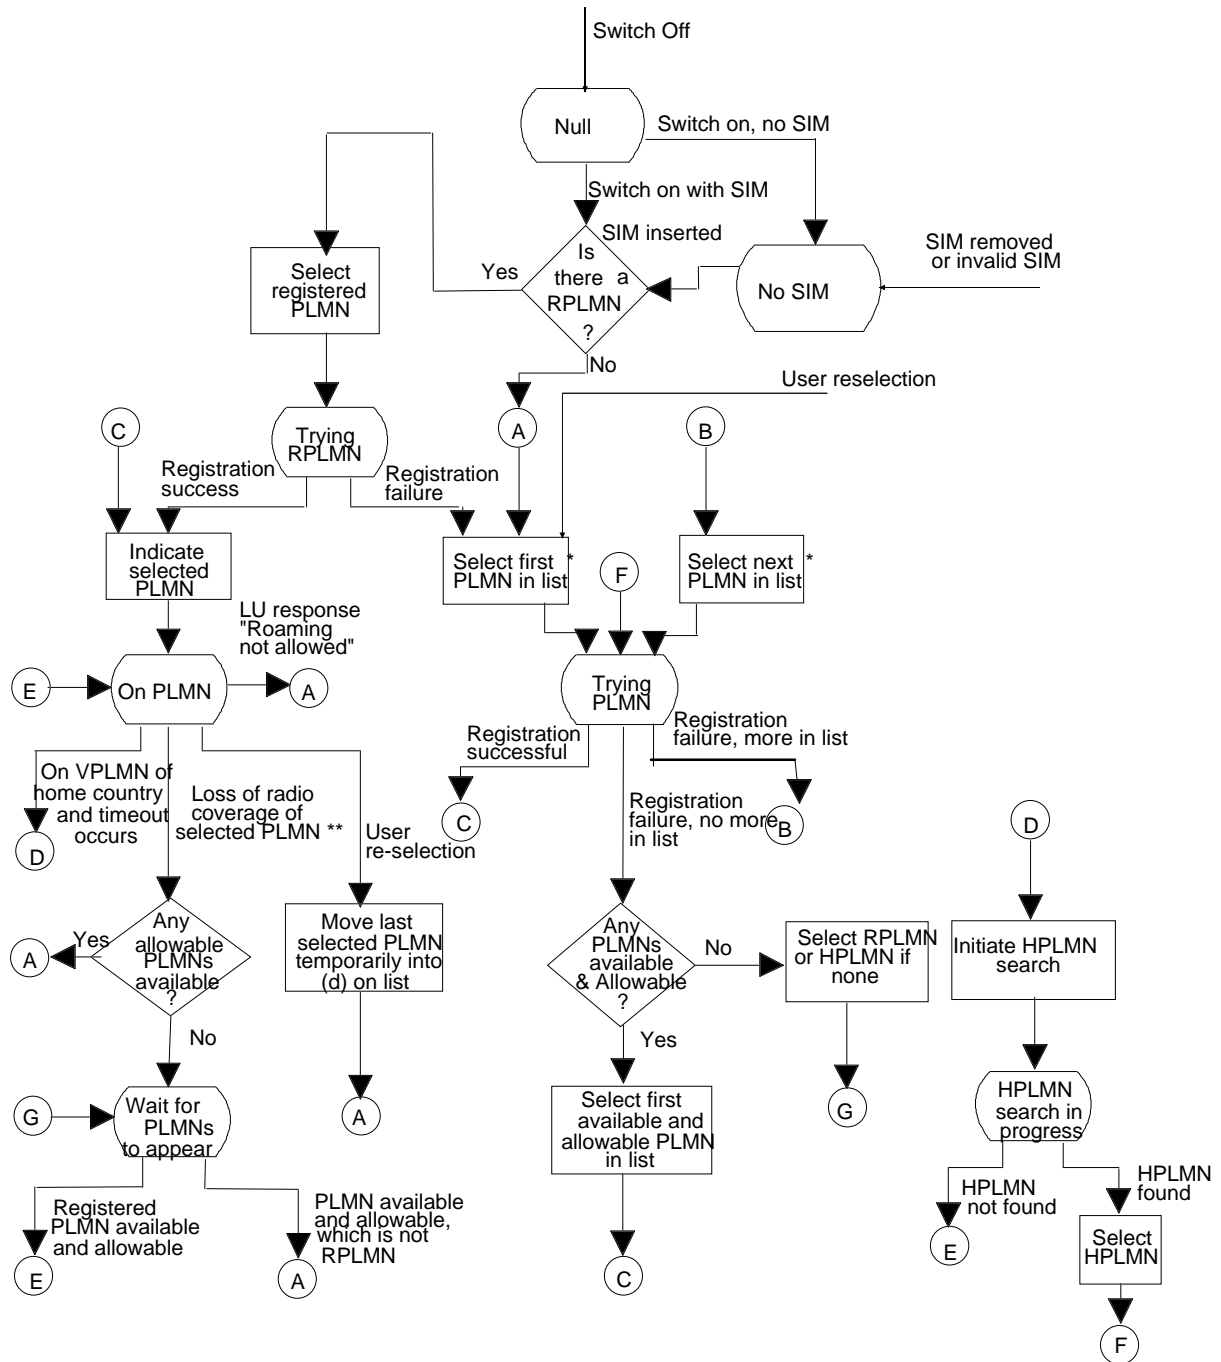 Switch Off
Null
Switch on, no SIM
Switch on with SIM
SIM inserted
SIM removed
or invalid SIM
Is
there a
RPLMN
?
Yes
No
No SIM
Select
registered
PLMN
User reselection
C
Trying
RPLMN
A
B
Registration
success
Registration
failure
Indicate
selected
PLMN
Select first *
PLMN in list
F
Select next *
PLMN in list
LU response
"Roaming
not allowed"
E
On PLMN
A
Trying
PLMN
Registration
successful
Registration
failure, more in list
On VPLMN of
home country
and timeout
occurs
Loss of radio
coverage of
selected PLMN **
User
re-selection
D
C
Registration
failure, no more
in list
B
D
Any
allowable
PLMNs
available
?
Yes
A
No
Move last
selected PLMN
temporarily into
(d) on list
Any
PLMNs
available
& Allowable
?
No
Yes
Select RPLMN
or HPLMN if
none
Initiate HPLMN
search
G
Wait for
PLMNs
to appear
A
Select first
available and
allowable PLMN
in list
G
HPLMN
search in
progress
Registered
PLMN available
and allowable
PLMN available
and allowable,
which is not
RPLMN
HPLMN
not found
HPLMN
found
E
A
C
E
Select
HPLMN
F